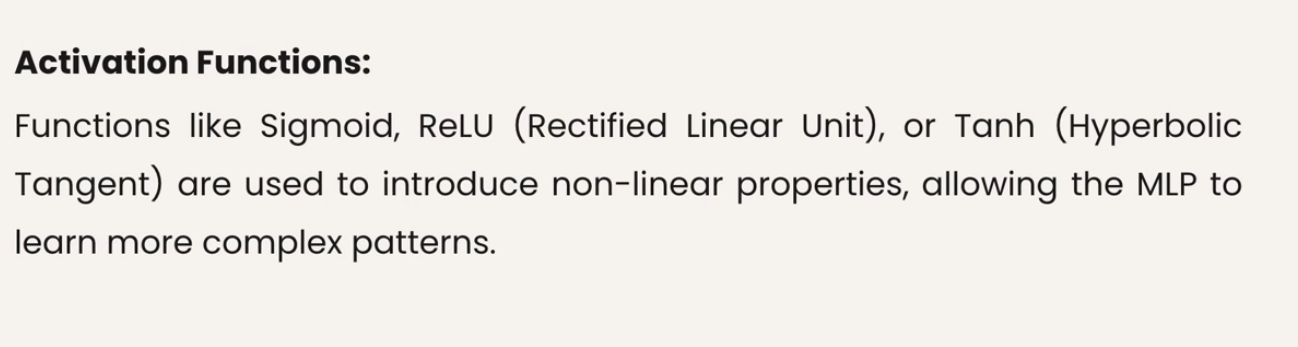 Activation Functions:
Functions like Sigmoid, ReLU (Rectified Linear Unit), or Tanh (Hyperbolic
Tangent) are used to introduce non-linear properties, allowing the MLP to
learn more complex patterns.